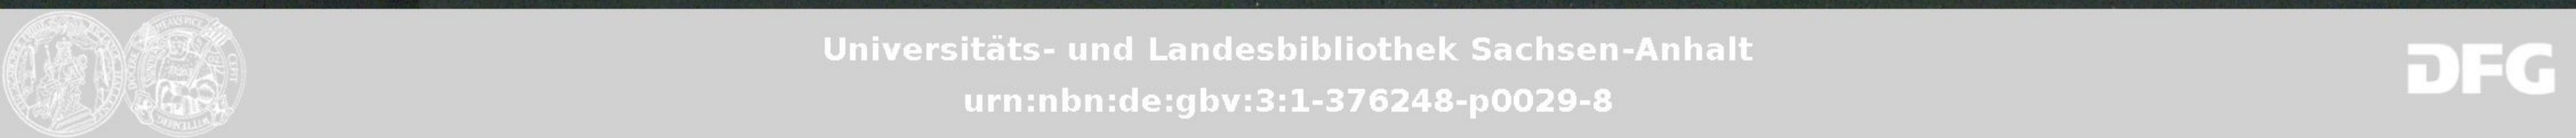 Universitäts- und Landesbibliothek Sachsen-Anhalt
urn:nbn:de:gbv:3:1-376248-p0029-8
DFG